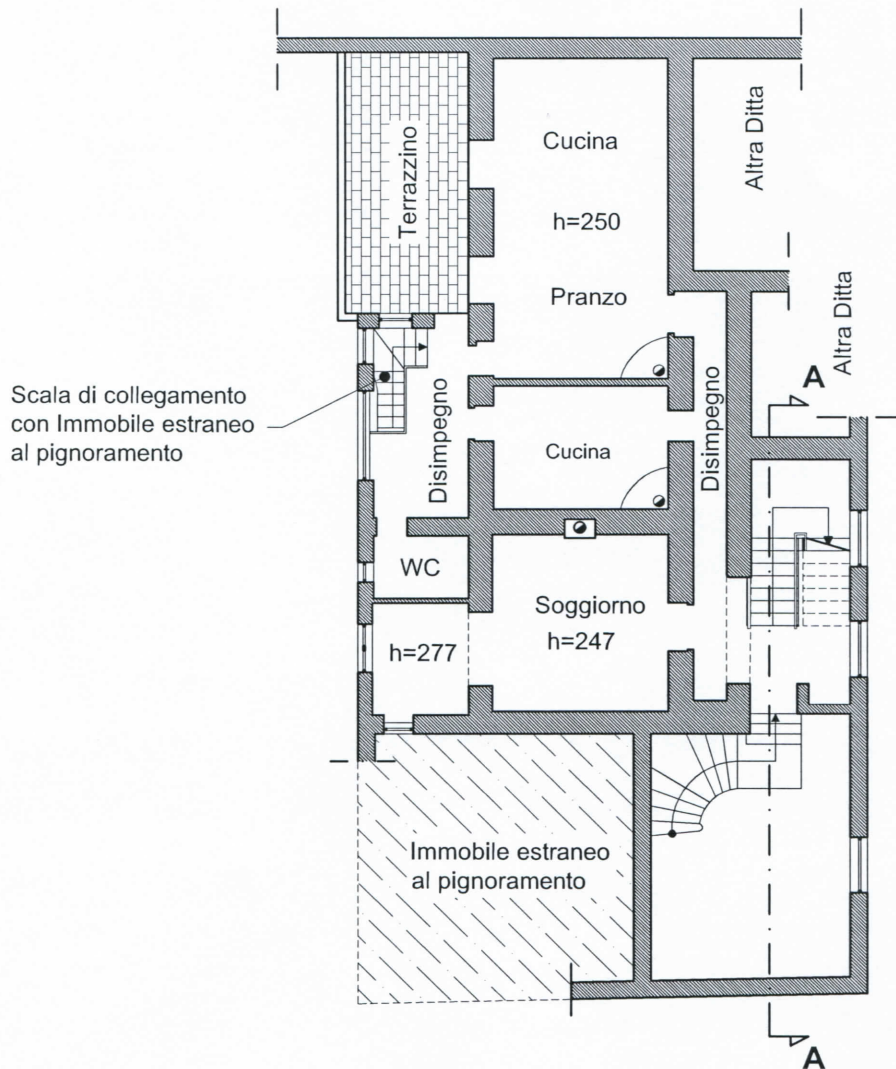 Altra Ditta
Terrazzino
Cucina
h=250
Pranzo
Altra Ditta
A
Scala di collegamento
con Immobile estraneo
al pignoramento
Disimpegno
Cucina
Disimpegno
WC
Soggiorno
h=277
h=247
Immobile estraneo
al pignoramento
A